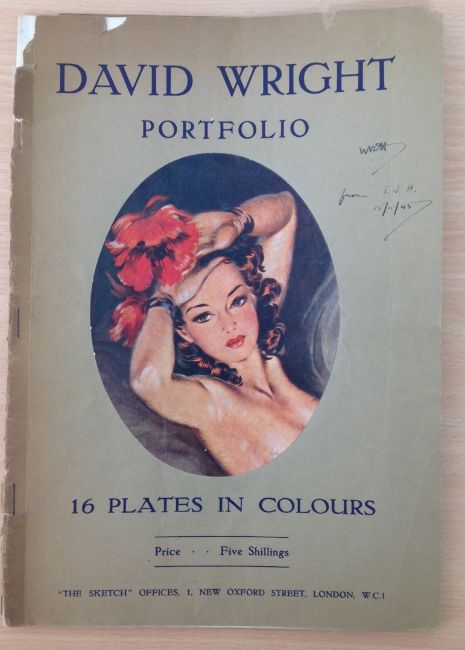 DAVID WRIGHT
PORTFOLIO
from E. J. H.
16 PLATES IN COLOURS
Price . . Five Shillings
"THE SKETCH" OFFICES, 1, NEW OXFORD STREET, LONDON, W.C.1